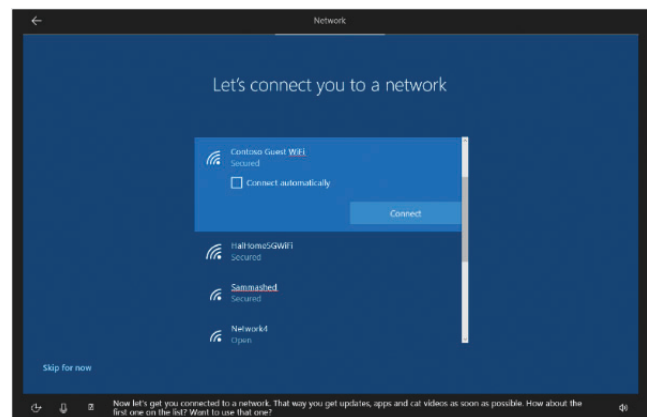 Network
Let's connect you to a network
Contoso Guest WiFi
Secured
Connect automatically
Connect
HalHome5GWiFi
Secured
Sammashed
Secured
Network4
Open
Skip for now
Now let's get you connected to a network. That way you get updates, apps and cat videos as soon as possible. How about the
first one on the list? Want to use that one?